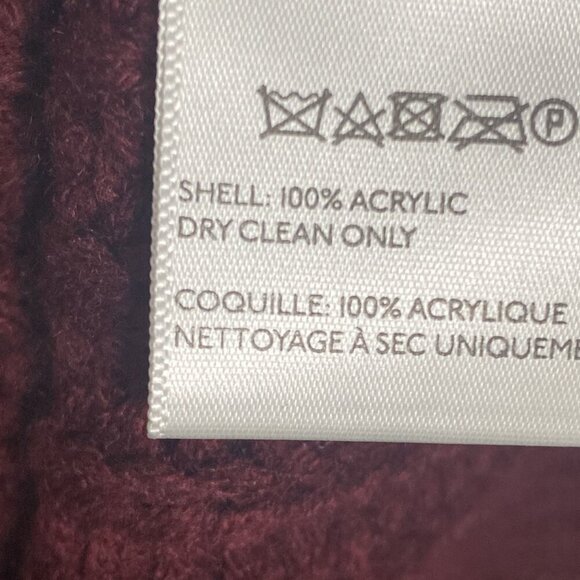 P
SHELL: 100% ACRYLIC
DRY CLEAN ONLY
COQUILLE: 100% ACRYLIQUE
NETTOYAGE À SEC UNIQUEME